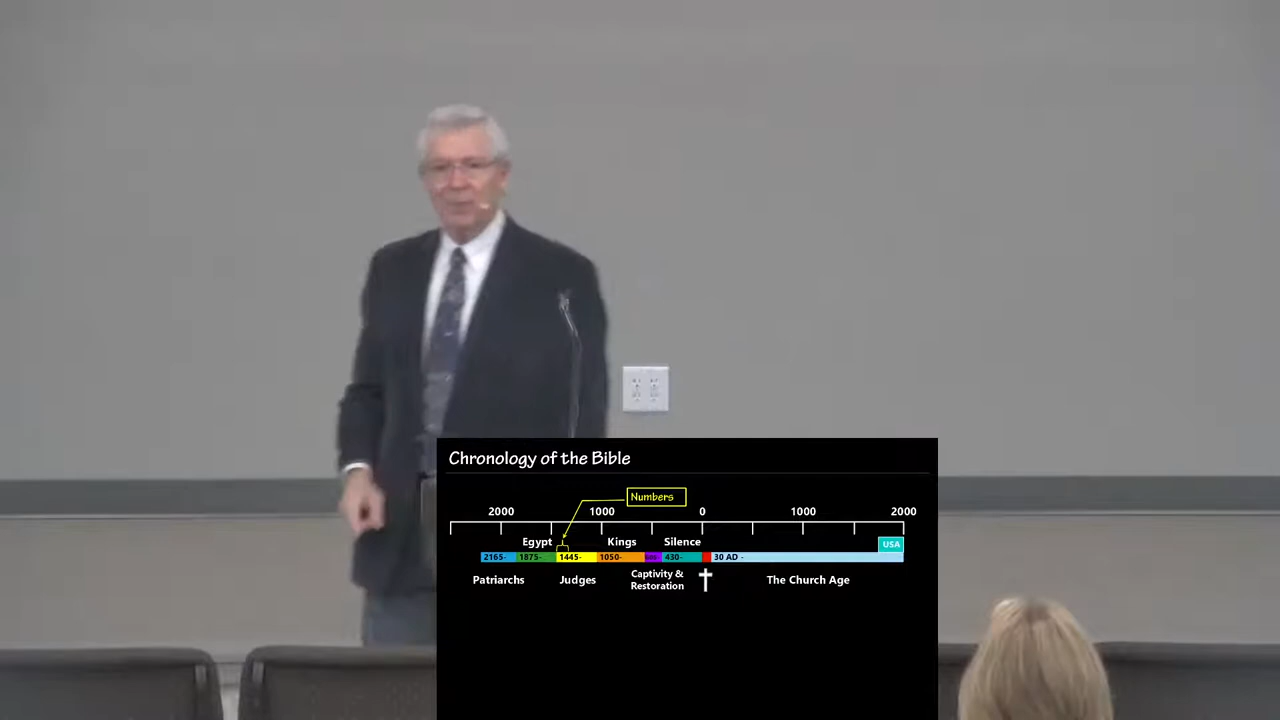 Chronology of the Bible
Numbers
2000 1000 0 1000 2000
Egypt Kings Silence USA
2165- 1875- 1445- 1050- 430- 30 AD -
Patriarchs Judges Captivity & Restoration The Church Age